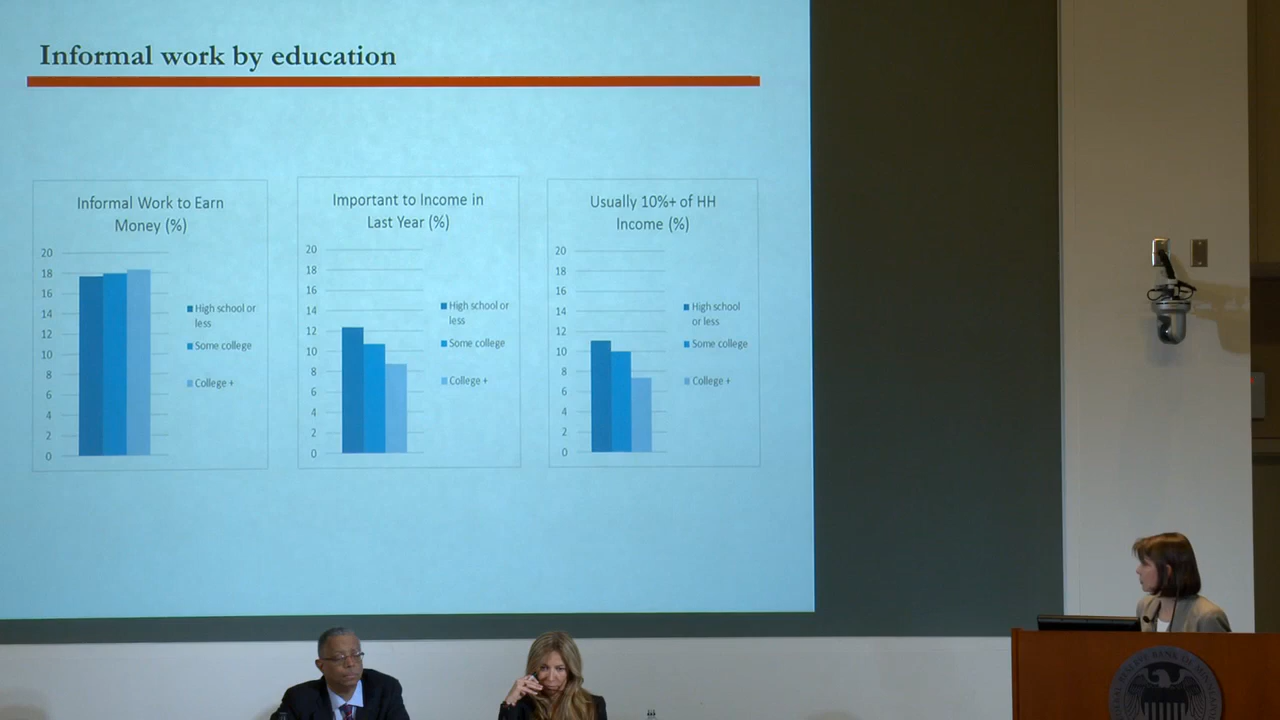 Informal work by education
Informal Work to Earn
Money (%)
20
18
16
14
12
10
8
6
4
2
0
High school or
less
Some college
College +
Important to Income in
Last Year (%)
20
18
16
14
12
10
8
6
4
2
0
High school or
less
Some college
College +
Usually 10%+ of HH
Income (%)
20
18
16
14
12
10
8
6
4
2
0
High school
or less
Some college
College +
RESERVE BANK OF